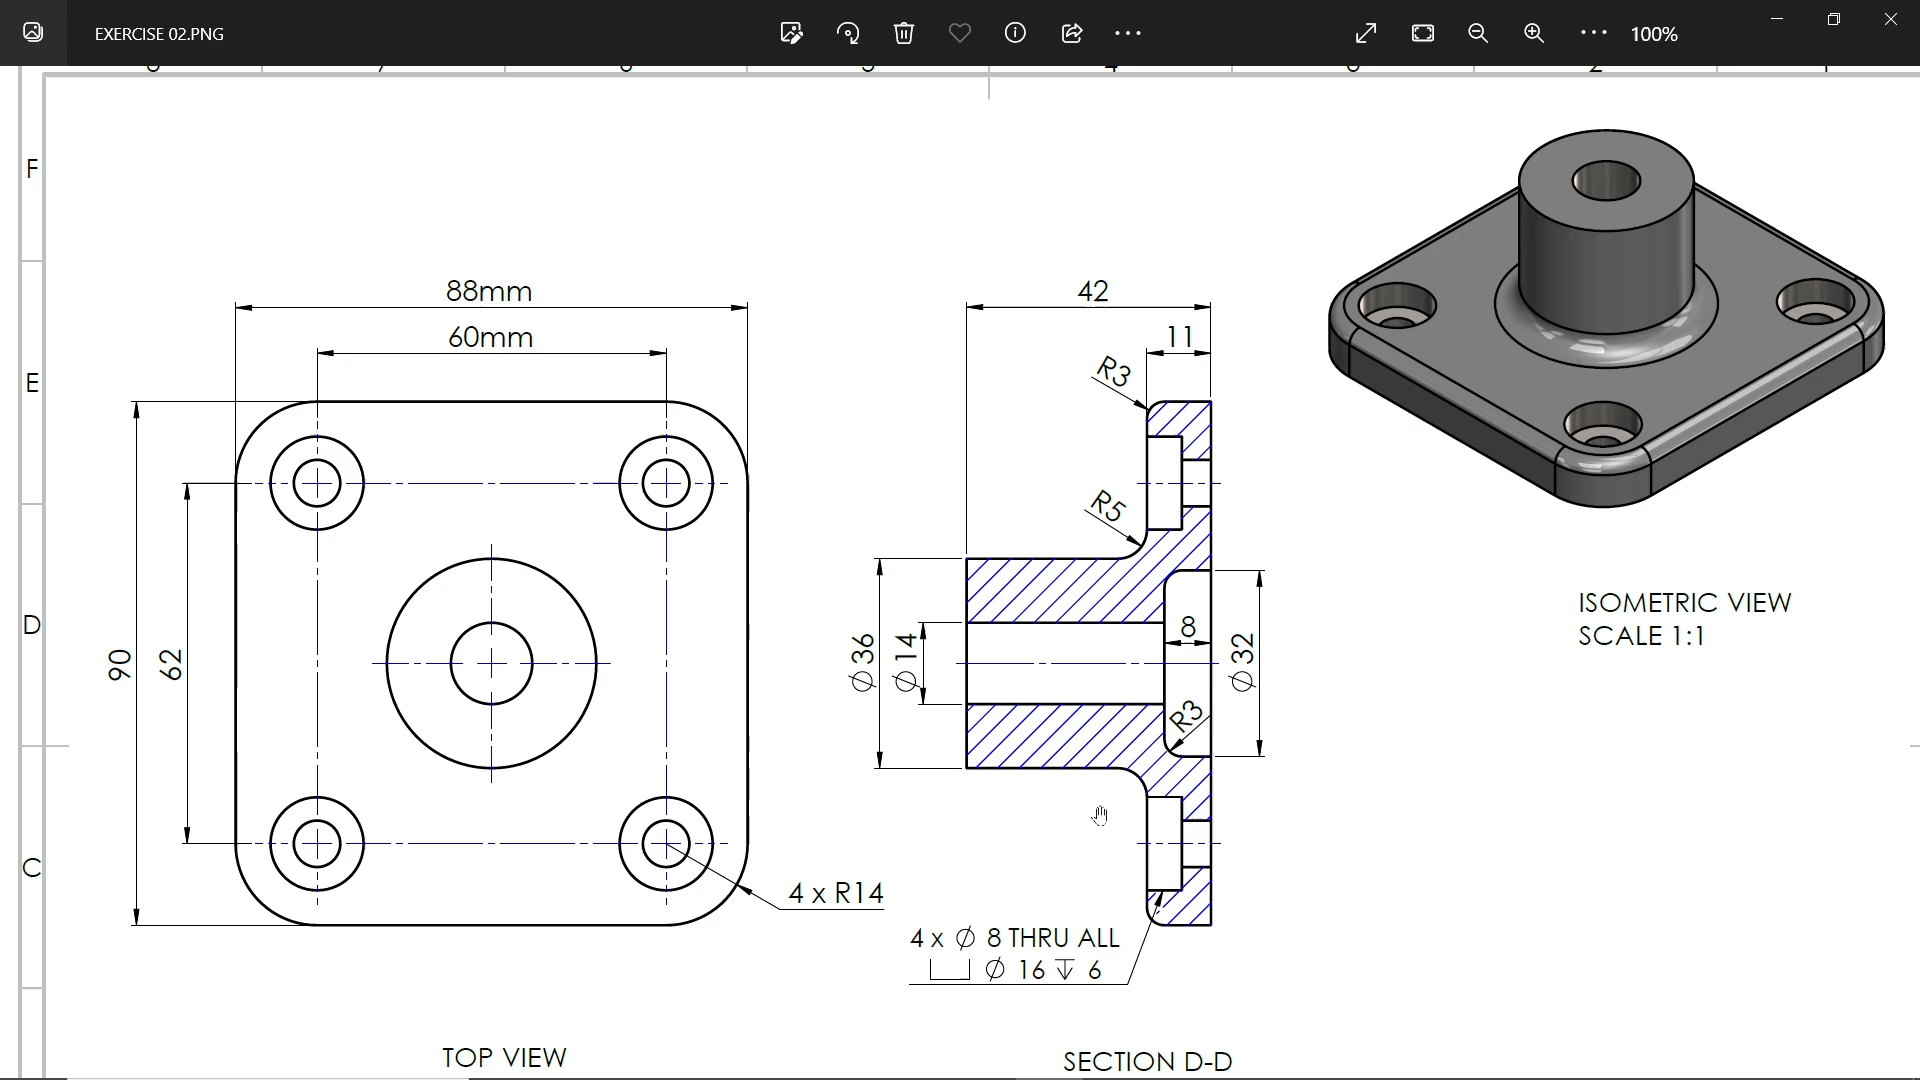 EXERCISE 02.PNG
100%
F
E
D
C
88mm
60mm
90
62
4 x R14
TOP VIEW
42
11
R3
R5
⌀36
⌀14
8
⌀32
R3
4 x ⌀ 8 THRU ALL
⌴ ⌀ 16 ↧ 6
SECTION D-D
ISOMETRIC VIEW
SCALE 1:1